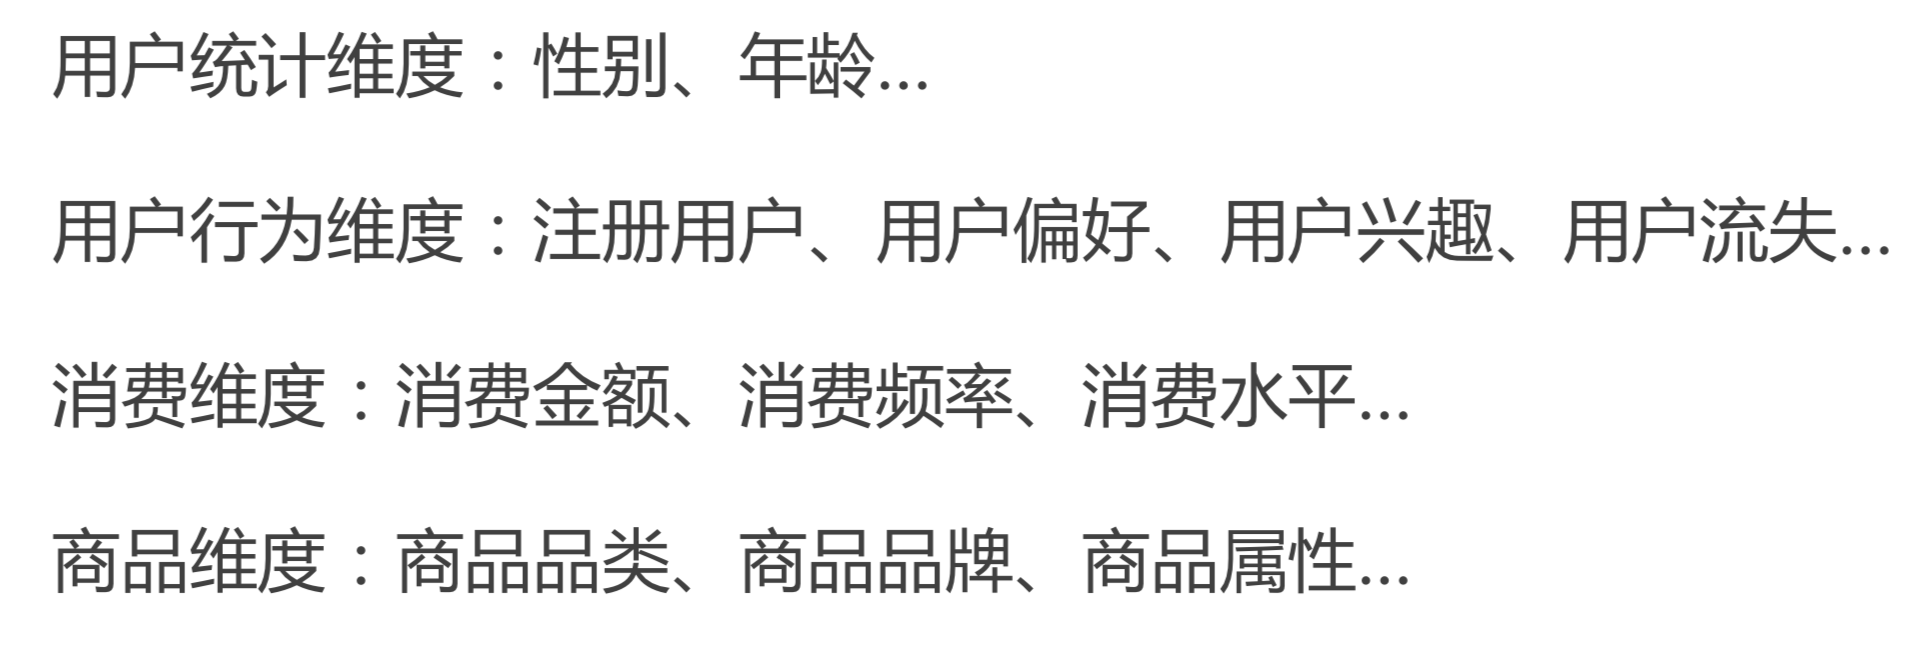 用户统计维度：性别、年龄...
用户行为维度：注册用户、用户偏好、用户兴趣、用户流失...
消费维度：消费金额、消费频率、消费水平...
商品维度：商品品类、商品品牌、商品属性...